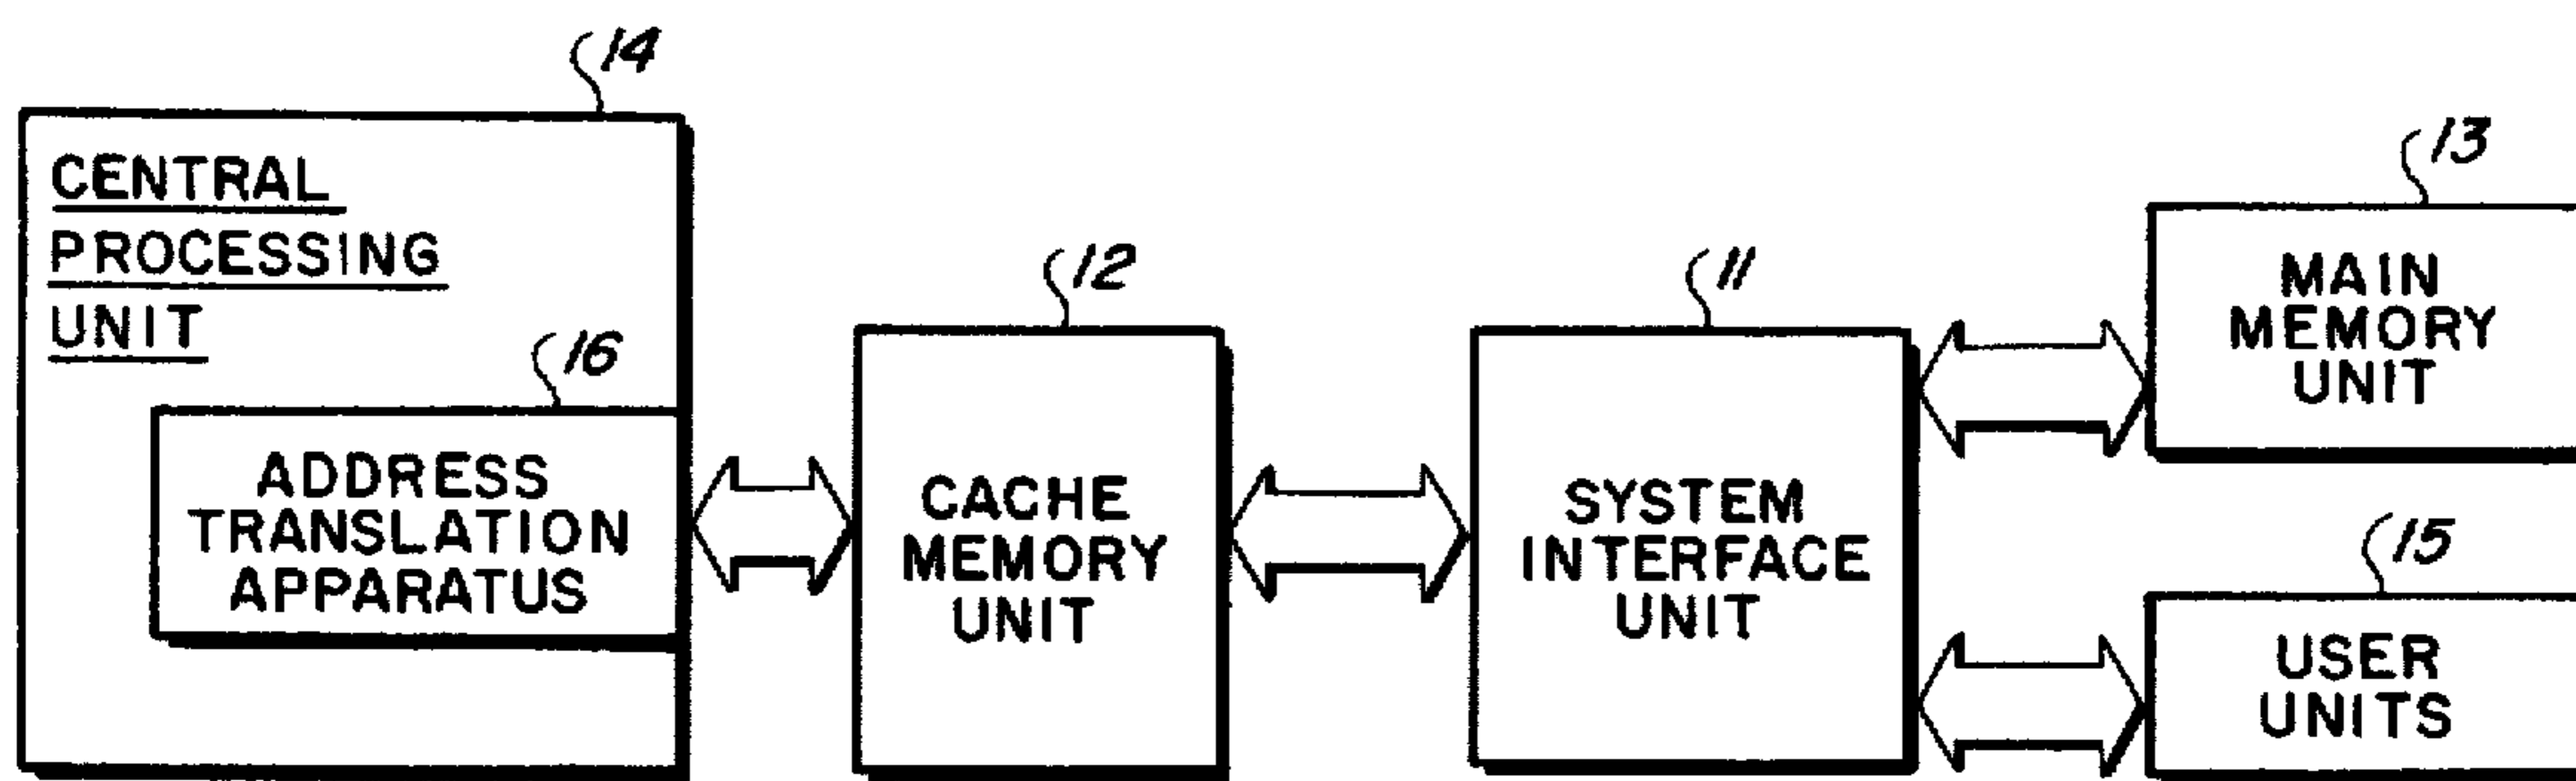 14
CENTRAL
PROCESSING
UNIT
16
ADDRESS
TRANSLATION
APPARATUS
12
CACHE
MEMORY
UNIT
11
SYSTEM
INTERFACE
UNIT
13
MAIN
MEMORY
UNIT
15
USER
UNITS